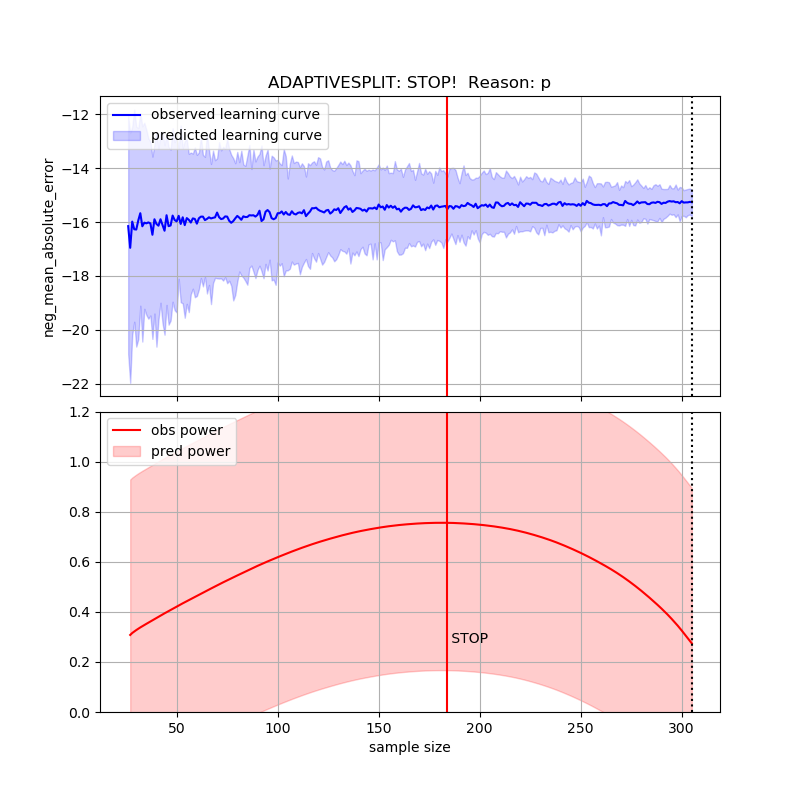 ADAPTIVESPLIT: STOP!  Reason: p
observed learning curve
predicted learning curve
neg_mean_absolute_error
−12
−14
−16
−18
−20
−22
obs power
pred power
1.2
1.0
0.8
0.6
0.4
0.2
0.0
STOP
50 100 150 200 250 300
sample size